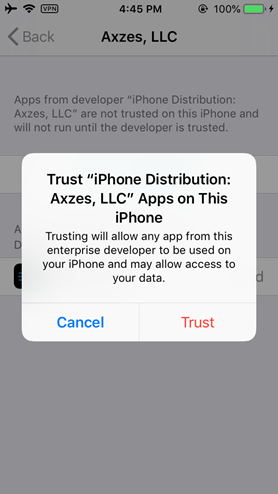 VPN 4:45 PM 100%
Back Axzes, LLC
Apps from developer “iPhone Distribution:
Axzes, LLC” are not trusted on this iPhone and
will not run until the developer is trusted.
Trust “iPhone Distribution:
Axzes, LLC” Apps on This
iPhone
Trusting will allow any app from this
enterprise developer to be used on
your iPhone and may allow access to
your data.
Cancel Trust